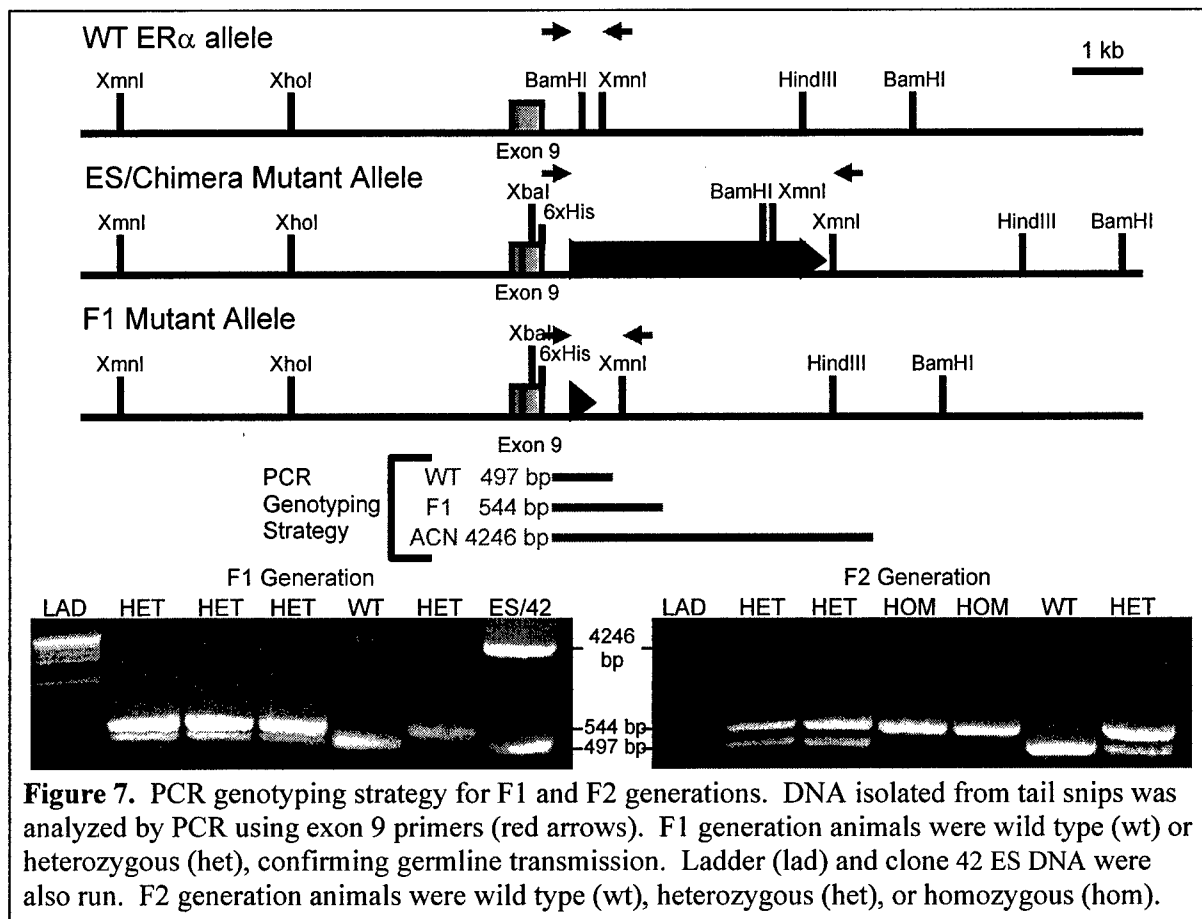 WT ERα allele
1 kb
XmnI XhoI BamHI XmnI HindIII BamHI
Exon 9
ES/Chimera Mutant Allele
XbaI
6xHis
BamHI XmnI
XmnI XhoI XmnI HindIII BamHI
Exon 9
F1 Mutant Allele
XbaI
6xHis
XmnI XhoI XmnI HindIII BamHI
Exon 9
PCR Genotyping Strategy
WT 497 bp
F1 544 bp
ACN 4246 bp
F1 Generation
LAD HET HET HET WT HET ES/42
4246 bp
544 bp
497 bp
F2 Generation
LAD HET HET HOM HOM WT HET
Figure 7. PCR genotyping strategy for F1 and F2 generations. DNA isolated from tail snips was
analyzed by PCR using exon 9 primers (red arrows). F1 generation animals were wild type (wt) or
heterozygous (het), confirming germline transmission. Ladder (lad) and clone 42 ES DNA were
also run. F2 generation animals were wild type (wt), heterozygous (het), or homozygous (hom).